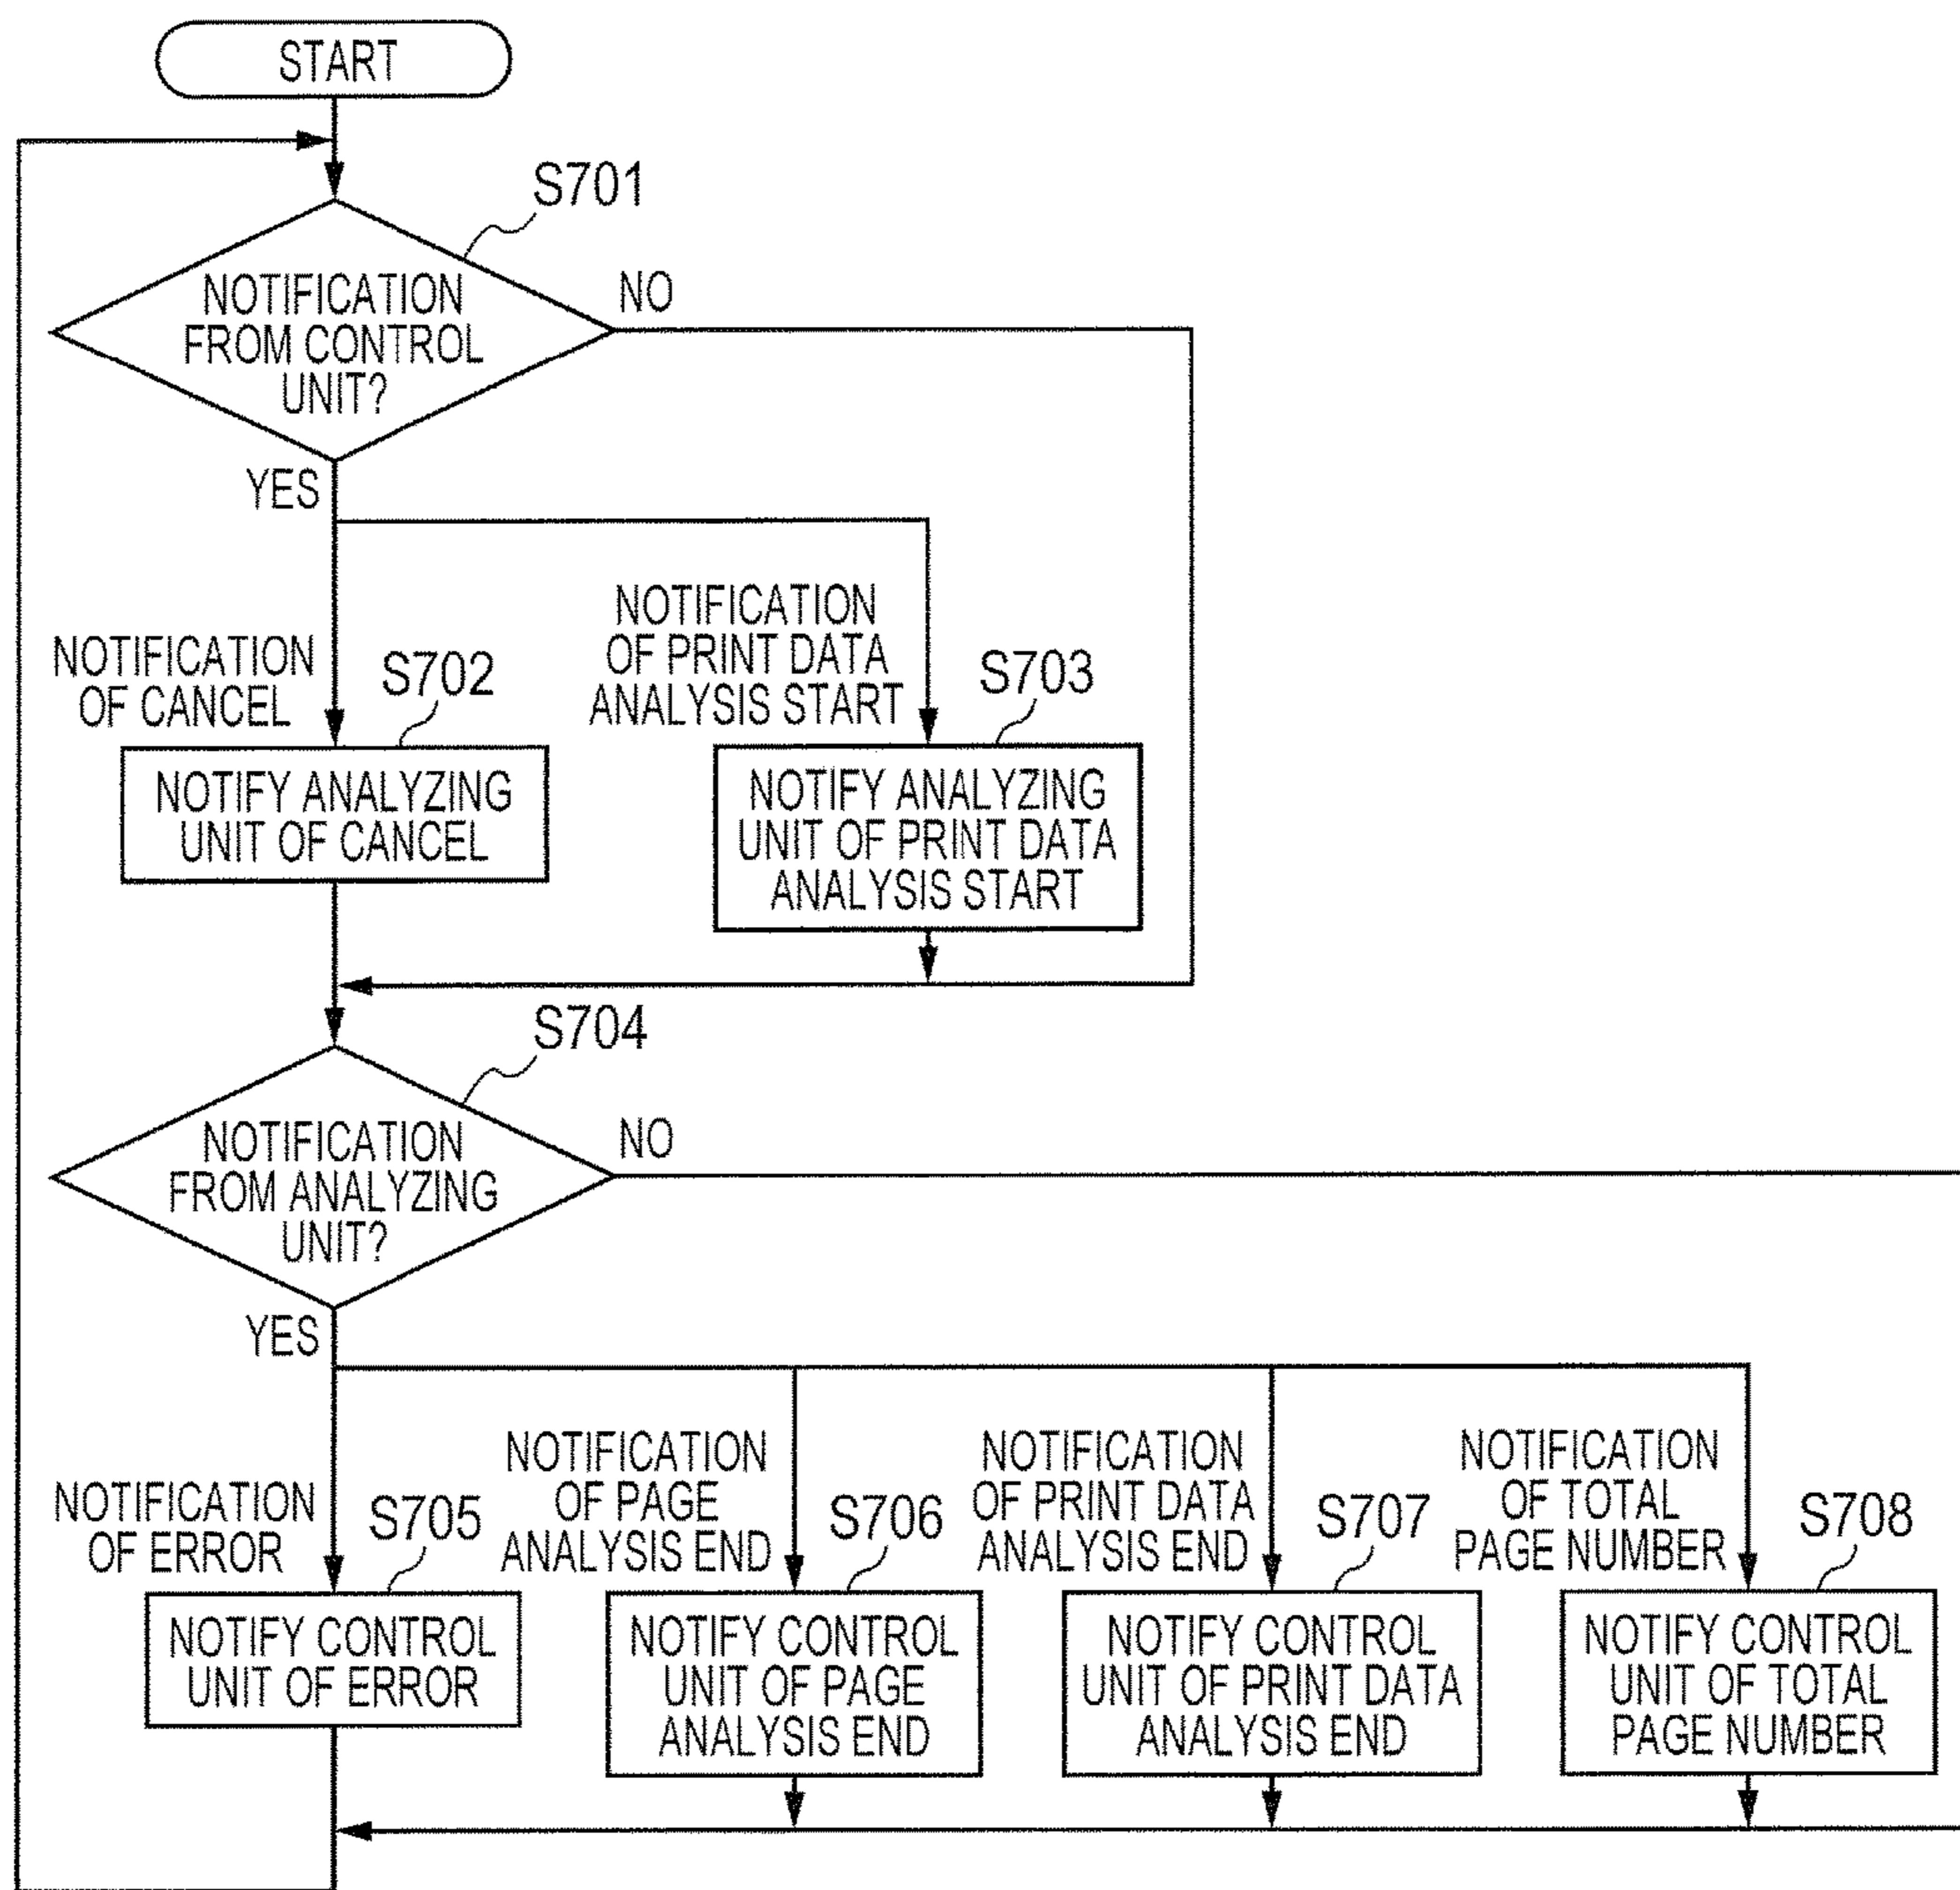 START
S701
NOTIFICATION
FROM CONTROL
UNIT?
NO
YES
NOTIFICATION
OF CANCEL
S702
NOTIFICATION
OF PRINT DATA
ANALYSIS START
S703
NOTIFY ANALYZING
UNIT OF CANCEL
NOTIFY ANALYZING
UNIT OF PRINT DATA
ANALYSIS START
S704
NOTIFICATION
FROM ANALYZING
UNIT?
NO
YES
NOTIFICATION
OF ERROR
S705
NOTIFICATION
OF PAGE
ANALYSIS END
S706
NOTIFICATION
OF PRINT DATA
ANALYSIS END
S707
NOTIFICATION
OF TOTAL
PAGE NUMBER
S708
NOTIFY CONTROL
UNIT OF ERROR
NOTIFY CONTROL
UNIT OF PAGE
ANALYSIS END
NOTIFY CONTROL
UNIT OF PRINT DATA
ANALYSIS END
NOTIFY CONTROL
UNIT OF TOTAL
PAGE NUMBER